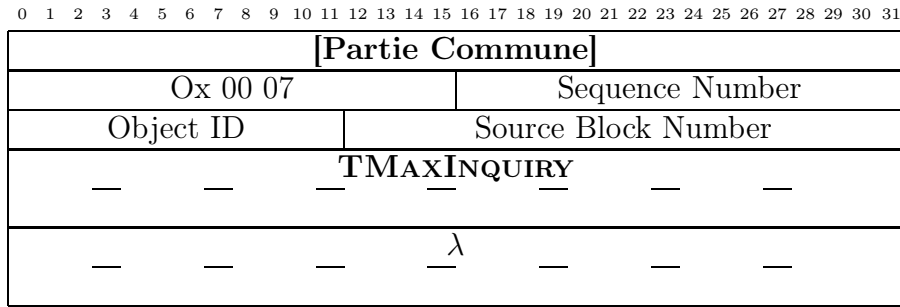 0 1 2 3 4 5 6 7 8 9 10 11 12 13 14 15 16 17 18 19 20 21 22 23 24 25 26 27 28 29 30 31
[Partie Commune]
Ox 00 07 Sequence Number
Object ID Source Block Number
TMAXINQUIRY
λ